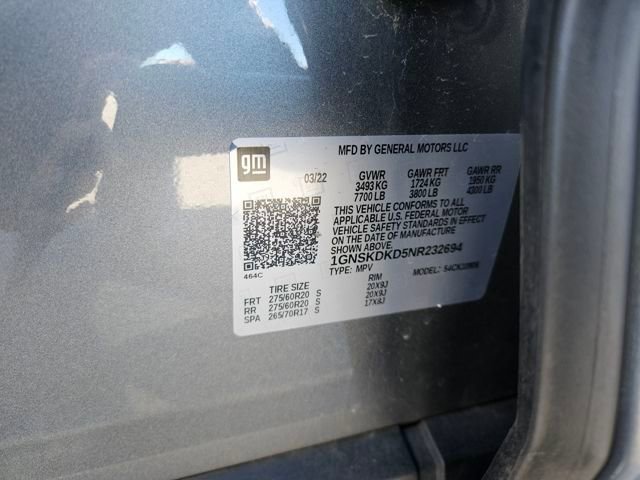 gm
MFD BY GENERAL MOTORS LLC
03/22 GVWR GAWR FRT GAWR RR
3493 KG 1724 KG 1950 KG
7700 LB 3800 LB 4300 LB
THIS VEHICLE CONFORMS TO ALL
APPLICABLE U.S. FEDERAL MOTOR
VEHICLE SAFETY STANDARDS IN
EFFECT ON THE DATE OF MANUFACTURE
SHOWN ABOVE.
1GNSKDKD5NR232694
464C TYPE: MPV MODEL:
TIRE SIZE RIM
FRT 275/60R20 S 20X9J
RR 275/60R20 S 20X9J
SPA 265/70R17 S 17X8J